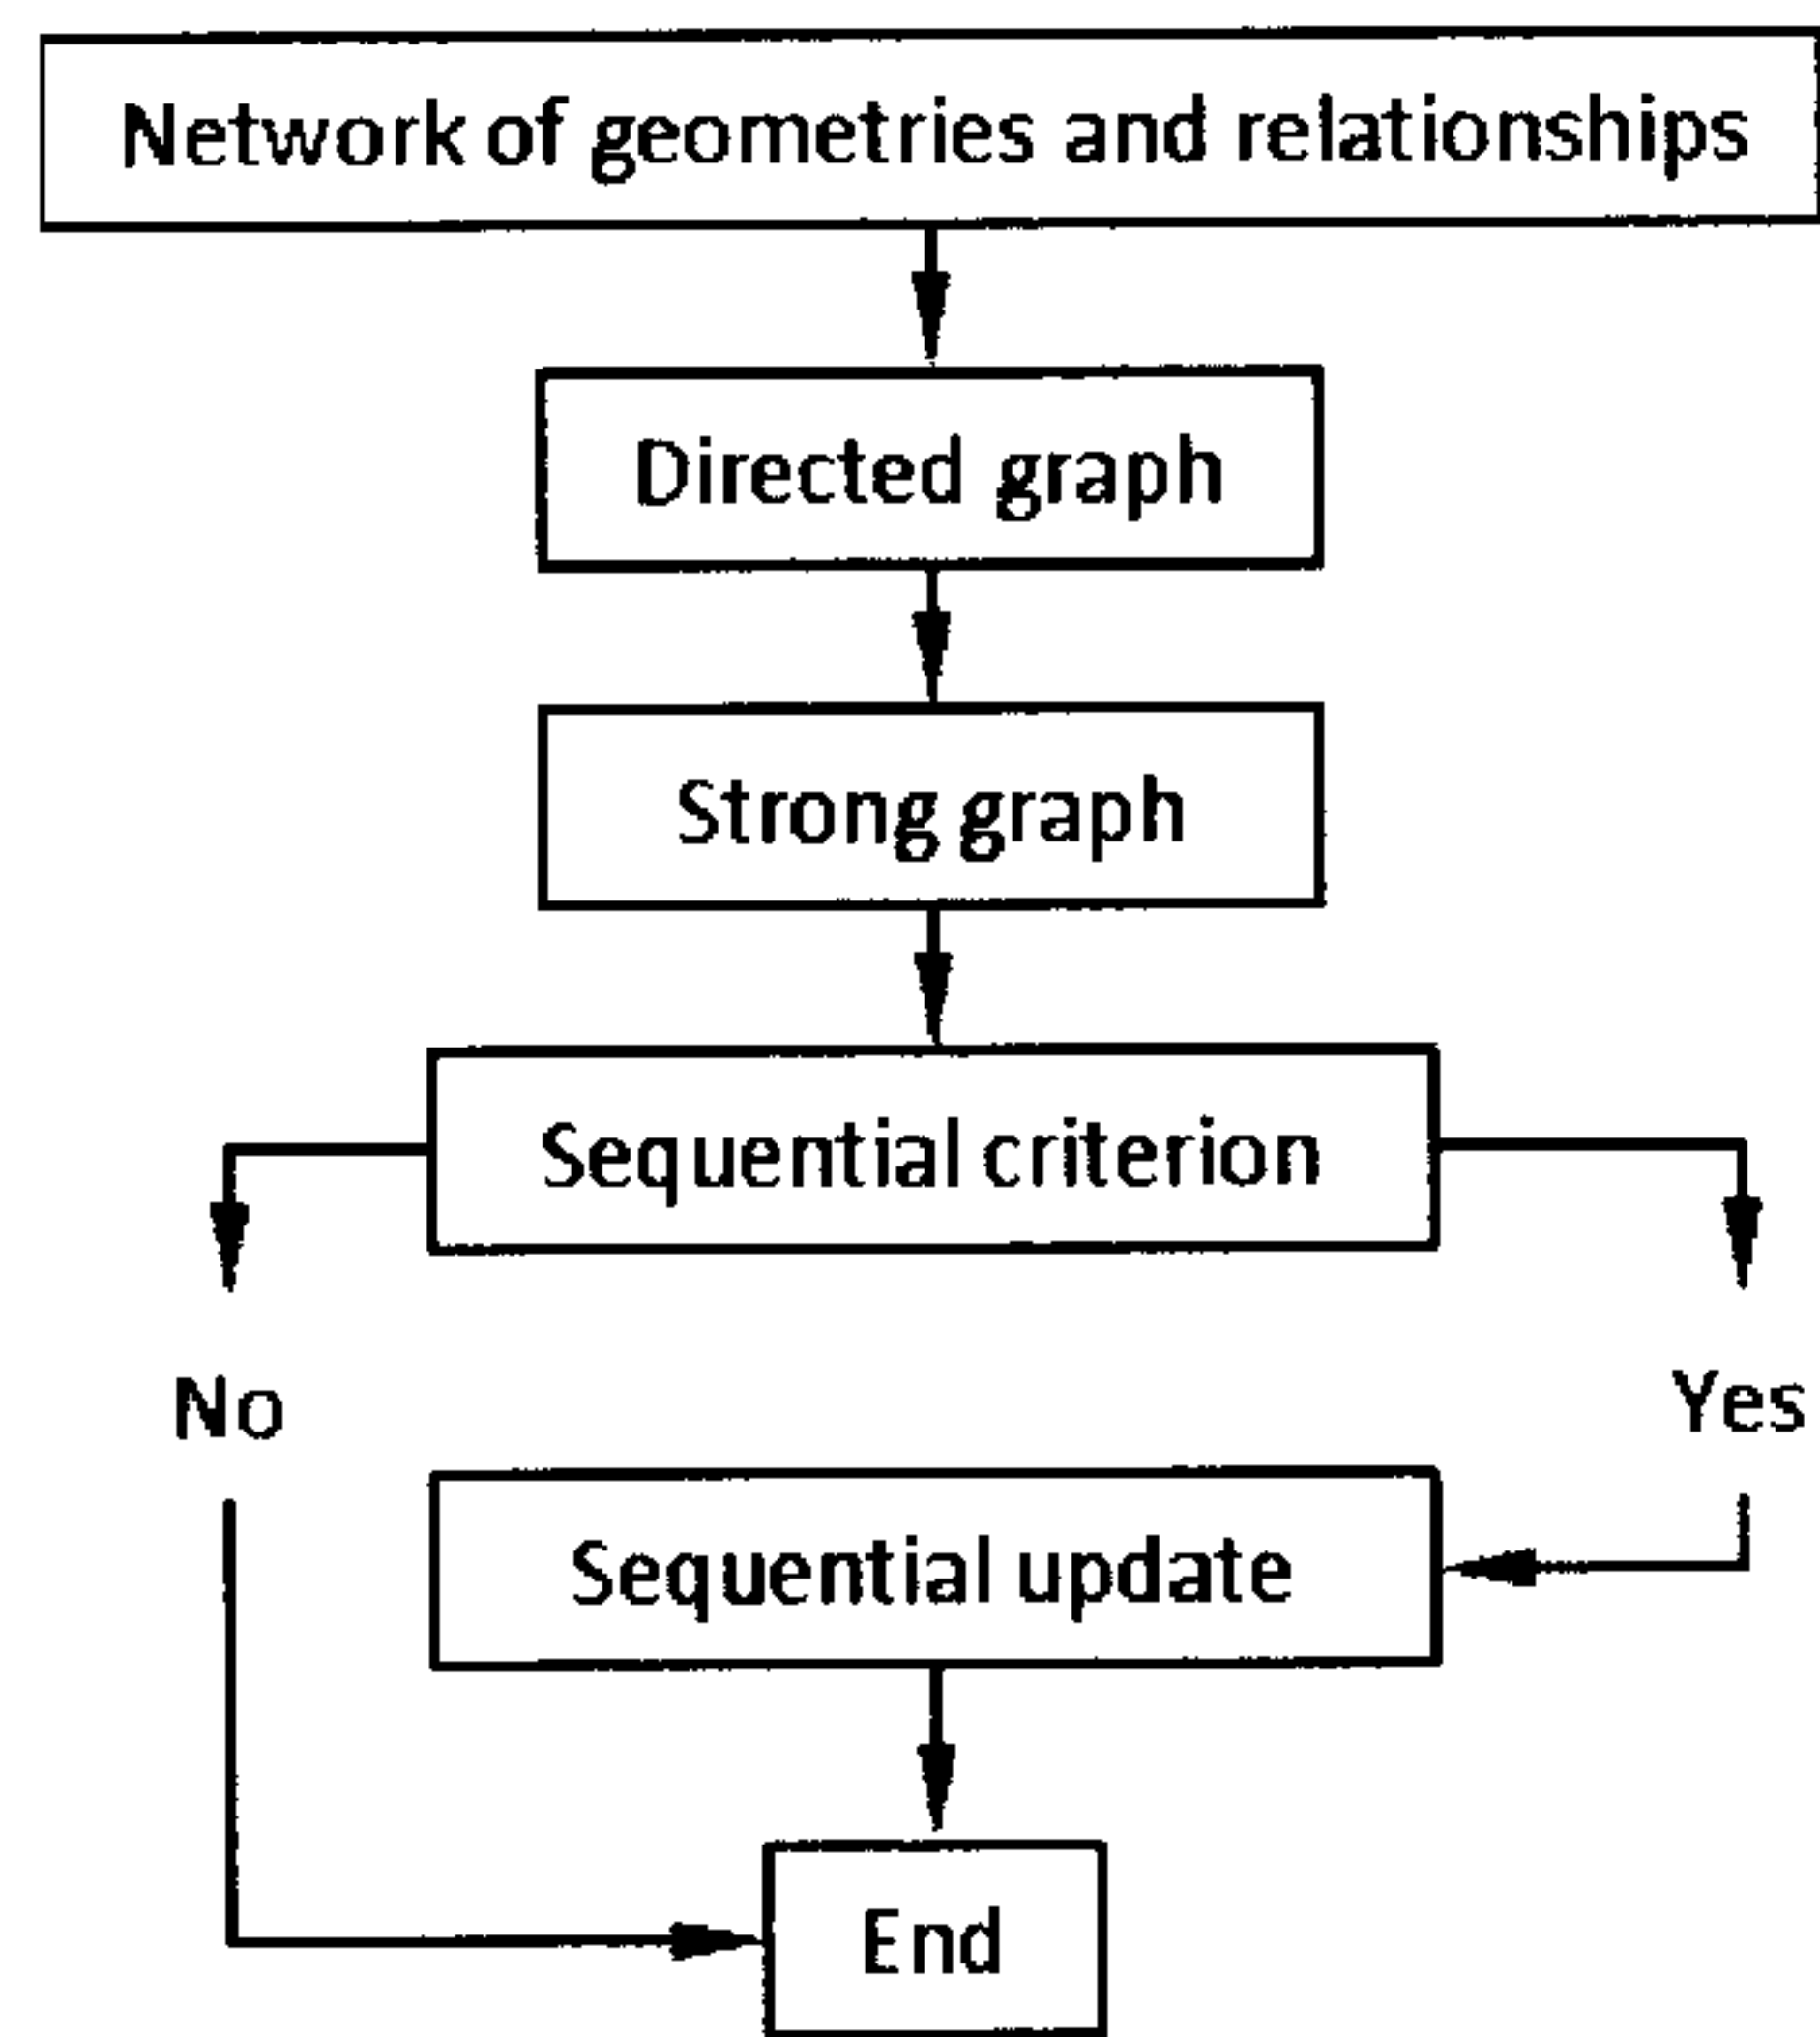 Network of geometries and relationships
Directed graph
Strong graph
Sequential criterion
No
Yes
Sequential update
End